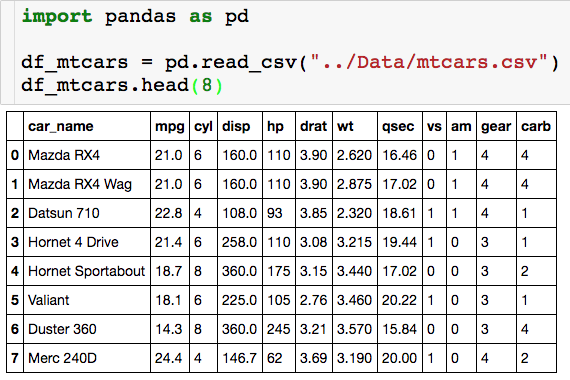 import pandas as pd
df_mtcars = pd.read_csv("../Data/mtcars.csv")
df_mtcars.head(8)
car_name mpg cyl disp hp drat wt qsec vs am gear carb
0 Mazda RX4 21.0 6 160.0 110 3.90 2.620 16.46 0 1 4 4
1 Mazda RX4 Wag 21.0 6 160.0 110 3.90 2.875 17.02 0 1 4 4
2 Datsun 710 22.8 4 108.0 93 3.85 2.320 18.61 1 1 4 1
3 Hornet 4 Drive 21.4 6 258.0 110 3.08 3.215 19.44 1 0 3 1
4 Hornet Sportabout 18.7 8 360.0 175 3.15 3.440 17.02 0 0 3 2
5 Valiant 18.1 6 225.0 105 2.76 3.460 20.22 1 0 3 1
6 Duster 360 14.3 8 360.0 245 3.21 3.570 15.84 0 0 3 4
7 Merc 240D 24.4 4 146.7 62 3.69 3.190 20.00 1 0 4 2